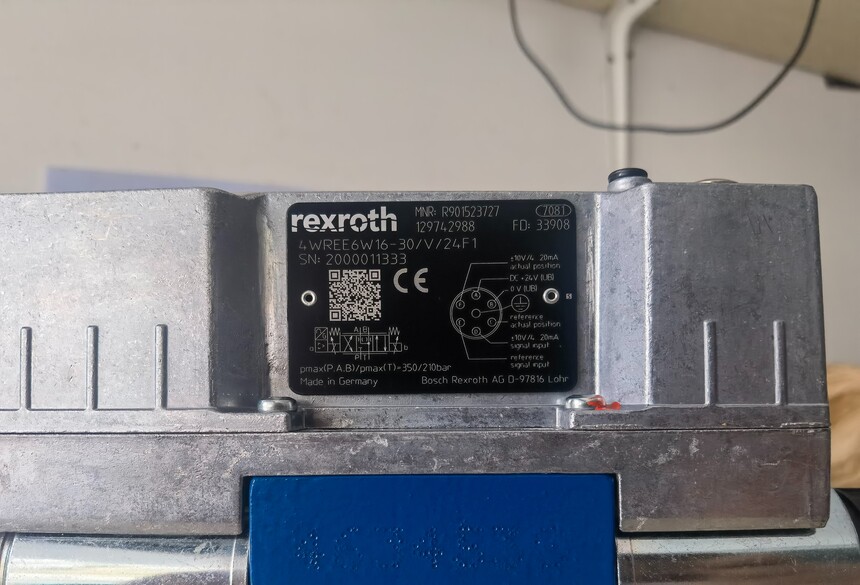 rexroth
MNR: R901523727
7081
129742988
FD: 33908
4WREE6W16-30/V/24F1
SN: 2000011333
CE
±10V/4 20mA
actual position
DC +24V (UB)
0 V (UB)
reference
actual position
±10V/4 20mA
signal input
reference
signal input
A B
a
b
P T
pmax(P.A.B)/pmax(T)=350/210bar
Made in Germany
Bosch Rexroth AG D-97816 Lohr